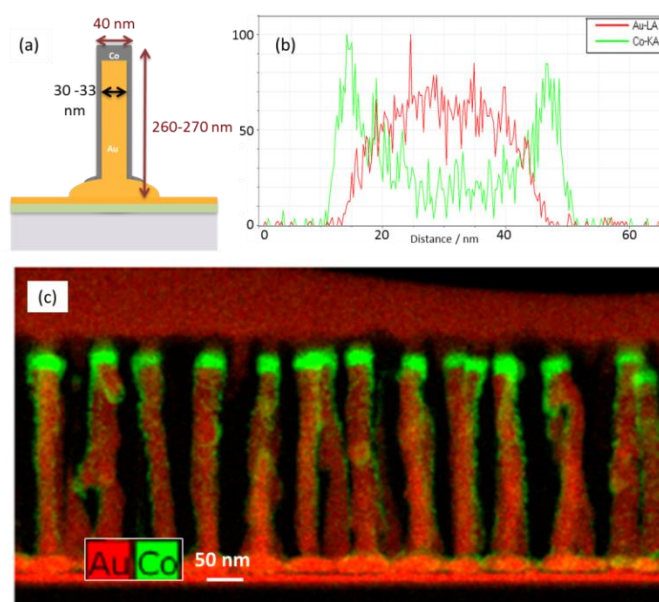 (a)
40 nm
Co
30 -33
nm
260-270 nm
Au
(b)
Au-LA
Co-KA
100
50
0
0
20
40
60
Distance / nm
(c)
Au Co
50 nm